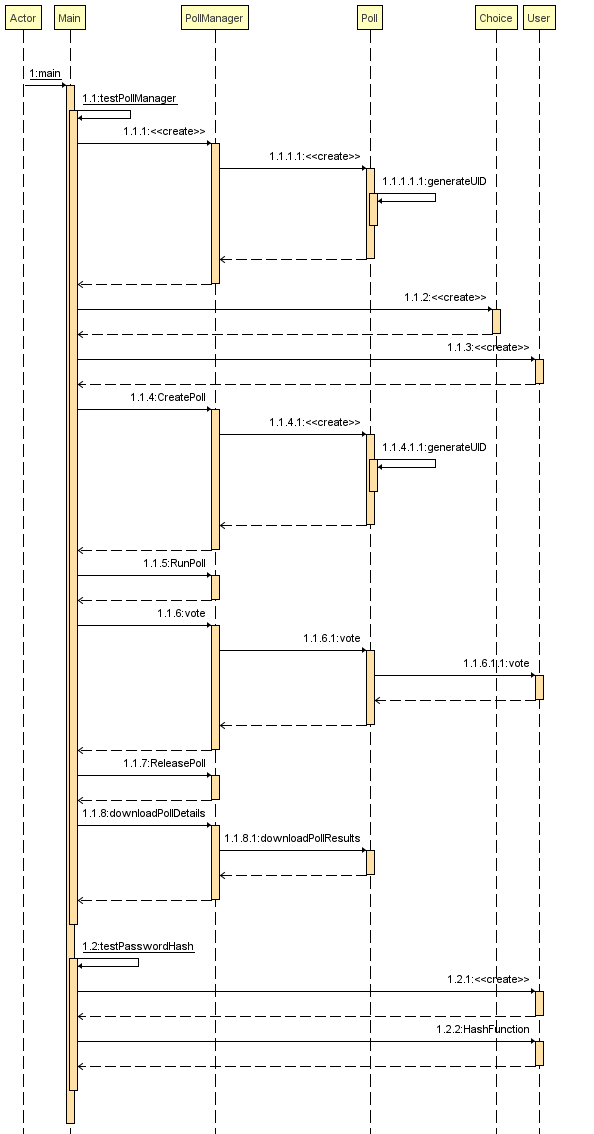 Actor Main PollManager Poll Choice User
1:main
1.1:testPollManager
1.1.1:<<create>>
1.1.1.1:<<create>>
1.1.1.1.1:generateUID
1.1.2:<<create>>
1.1.3:<<create>>
1.1.4:CreatePoll
1.1.4.1:<<create>>
1.1.4.1.1:generateUID
1.1.5:RunPoll
1.1.6:vote
1.1.6.1:vote
1.1.6.1.1:vote
1.1.7:ReleasePoll
1.1.8:downloadPollDetails
1.1.8.1:downloadPollResults
1.2:testPasswordHash
1.2.1:<<create>>
1.2.2:HashFunction